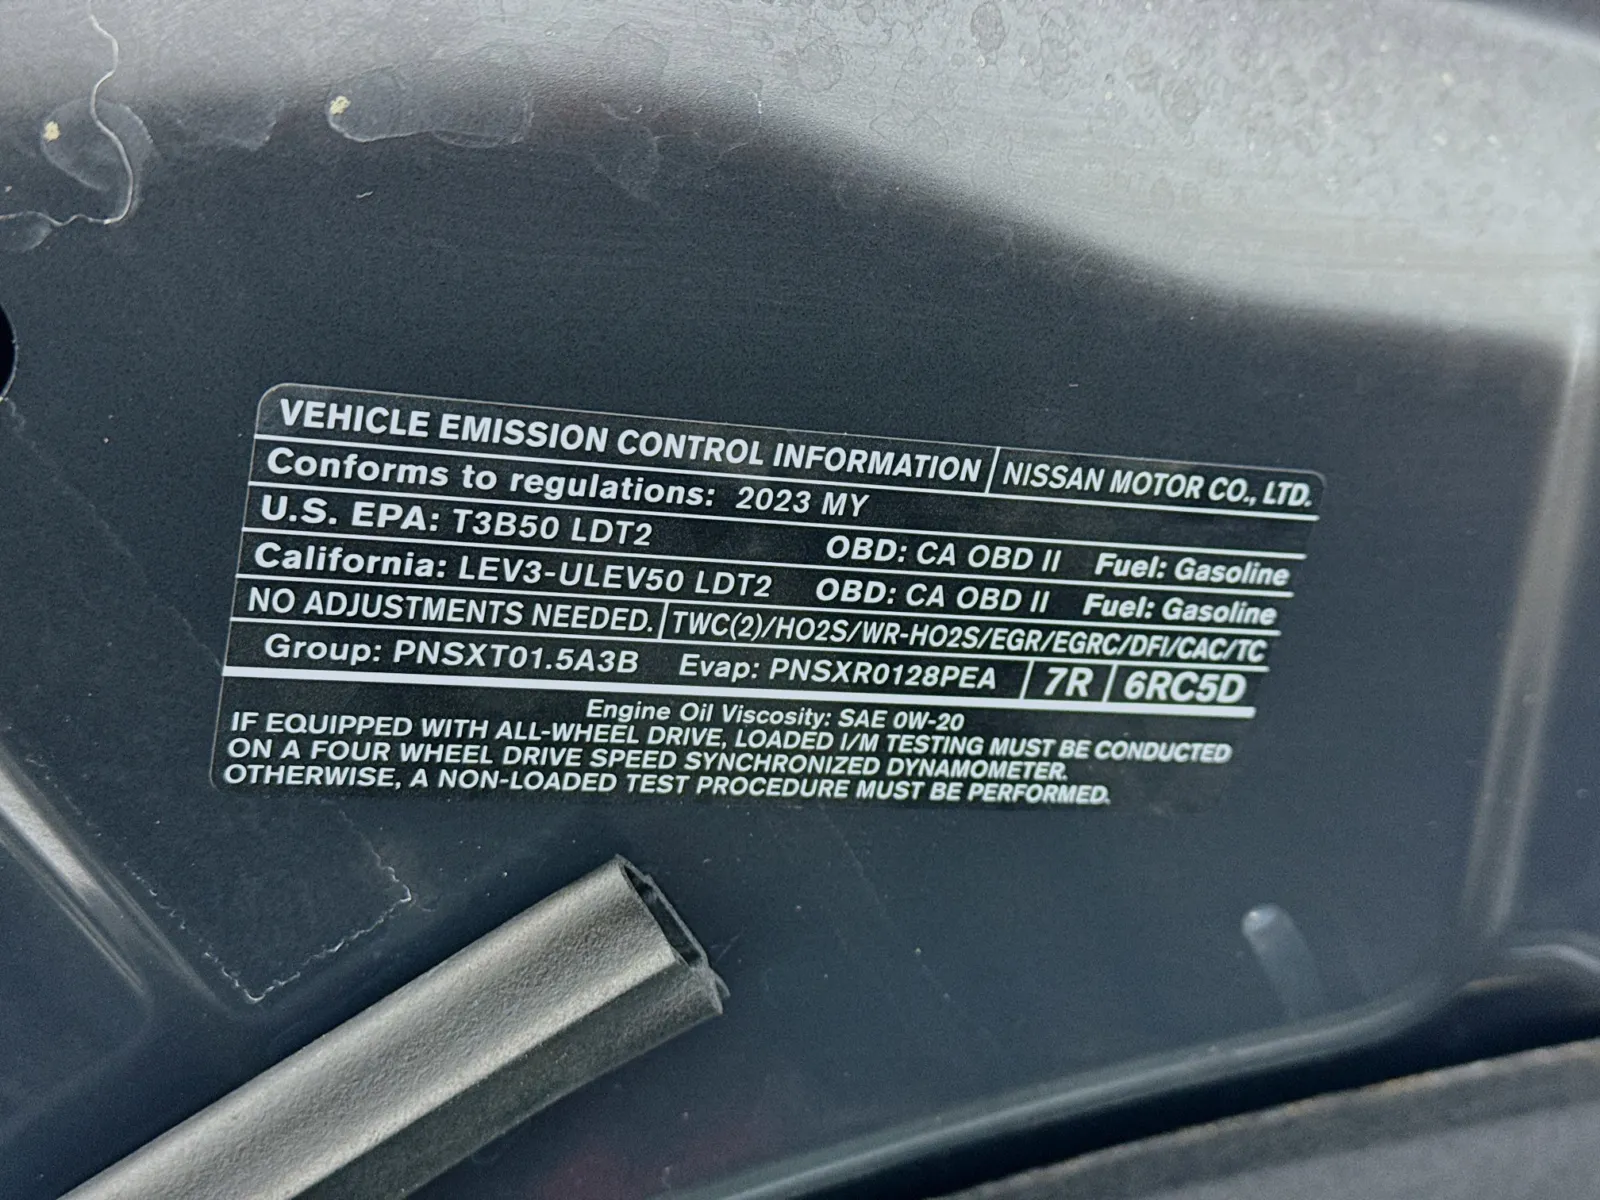 VEHICLE EMISSION CONTROL INFORMATION NISSAN MOTOR CO., LTD.
Conforms to regulations: 2023 MY
U.S. EPA: T3B50 LDT2 OBD: CA OBD II Fuel: Gasoline
California: LEV3-ULEV50 LDT2 OBD: CA OBD II Fuel: Gasoline
NO ADJUSTMENTS NEEDED. TWC(2)/HO2S/WR-HO2S/EGR/EGRC/DFI/CAC/TC
Group: PNSXT01.5A3B Evap: PNSXR0128PEA 7R 6RC5D
Engine Oil Viscosity: SAE 0W-20
IF EQUIPPED WITH ALL-WHEEL DRIVE, LOADED I/M TESTING MUST BE CONDUCTED
ON A FOUR WHEEL DRIVE SPEED SYNCHRONIZED DYNAMOMETER.
OTHERWISE, A NON-LOADED TEST PROCEDURE MUST BE PERFORMED.